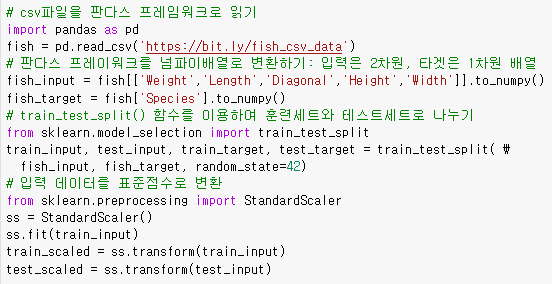 # csv파일을 판다스 프레임워크로 읽기
import pandas as pd
fish = pd.read_csv('https://bit.ly/fish_csv_data')
# 판다스 프레이워크를 넘파이배열로 변환하기: 입력은 2차원, 타겟은 1차원 배열
fish_input = fish[['Weight','Length','Diagonal','Height','Width']].to_numpy()
fish_target = fish['Species'].to_numpy()
# train_test_split() 함수를 이용하여 훈련세트와 테스트세트로 나누기
from sklearn.model_selection import train_test_split
train_input, test_input, train_target, test_target = train_test_split( ₩
fish_input, fish_target, random_state=42)
# 입력 데이터를 표준점수로 변환
from sklearn.preprocessing import StandardScaler
ss = StandardScaler()
ss.fit(train_input)
train_scaled = ss.transform(train_input)
test_scaled = ss.transform(test_input)